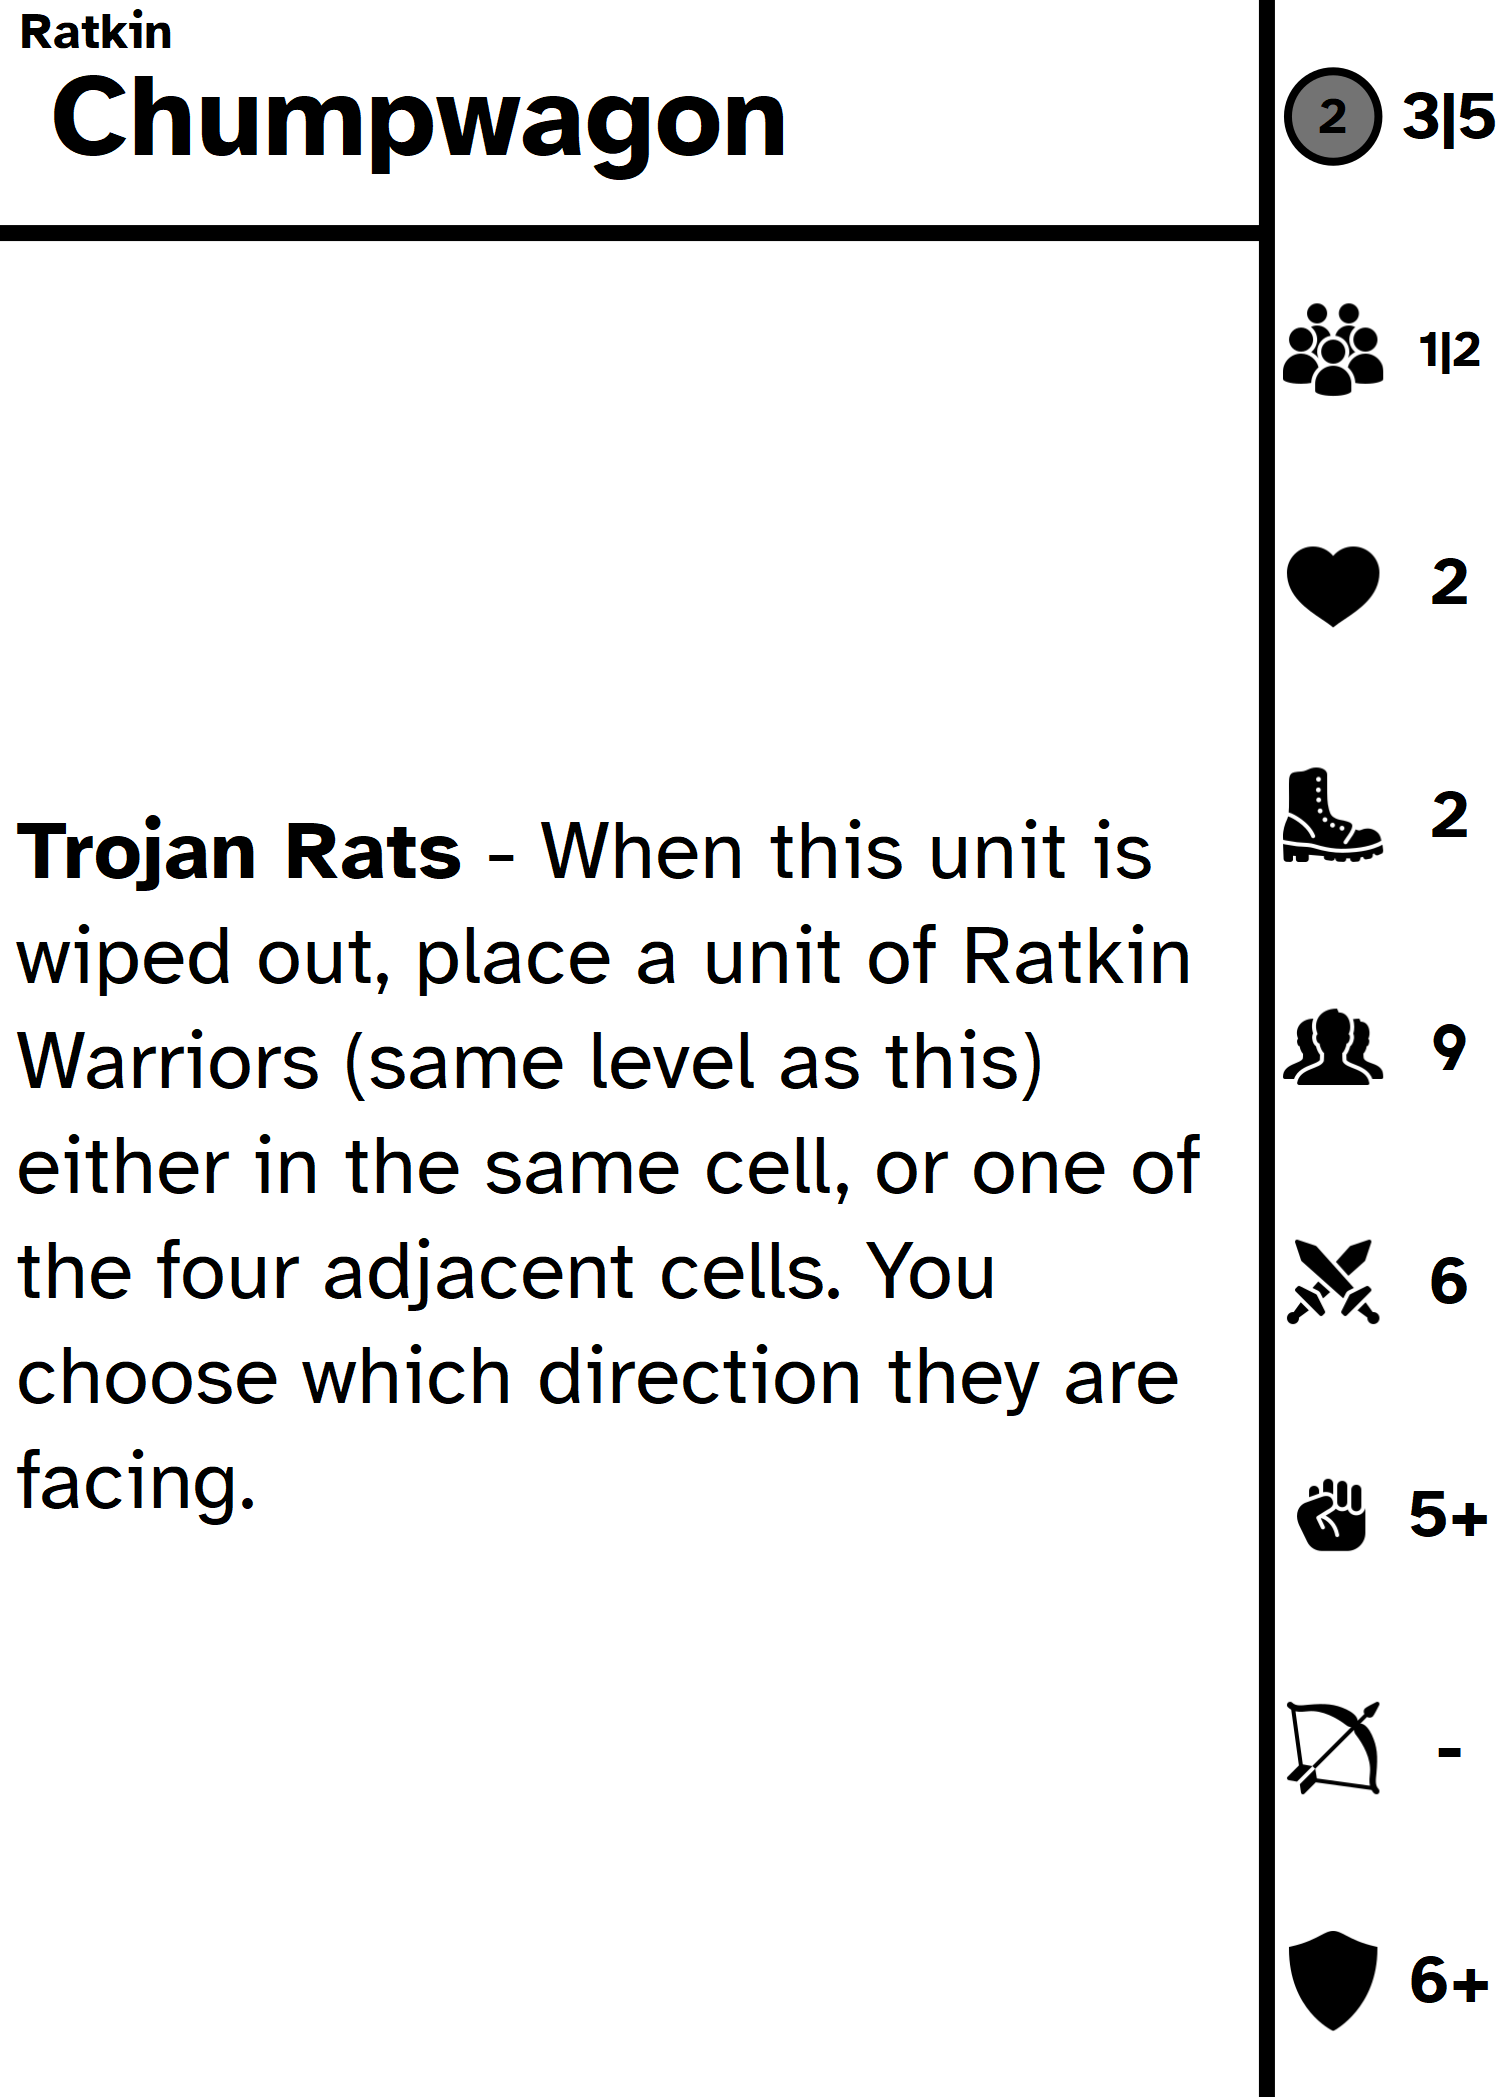 Ratkin
Chumpwagon
2 3|5
1|2
2
2
9
6
5+
-
6+
Trojan Rats - When this unit is
wiped out, place a unit of Ratkin
Warriors (same level as this)
either in the same cell, or one of
the four adjacent cells. You
choose which direction they are
facing.